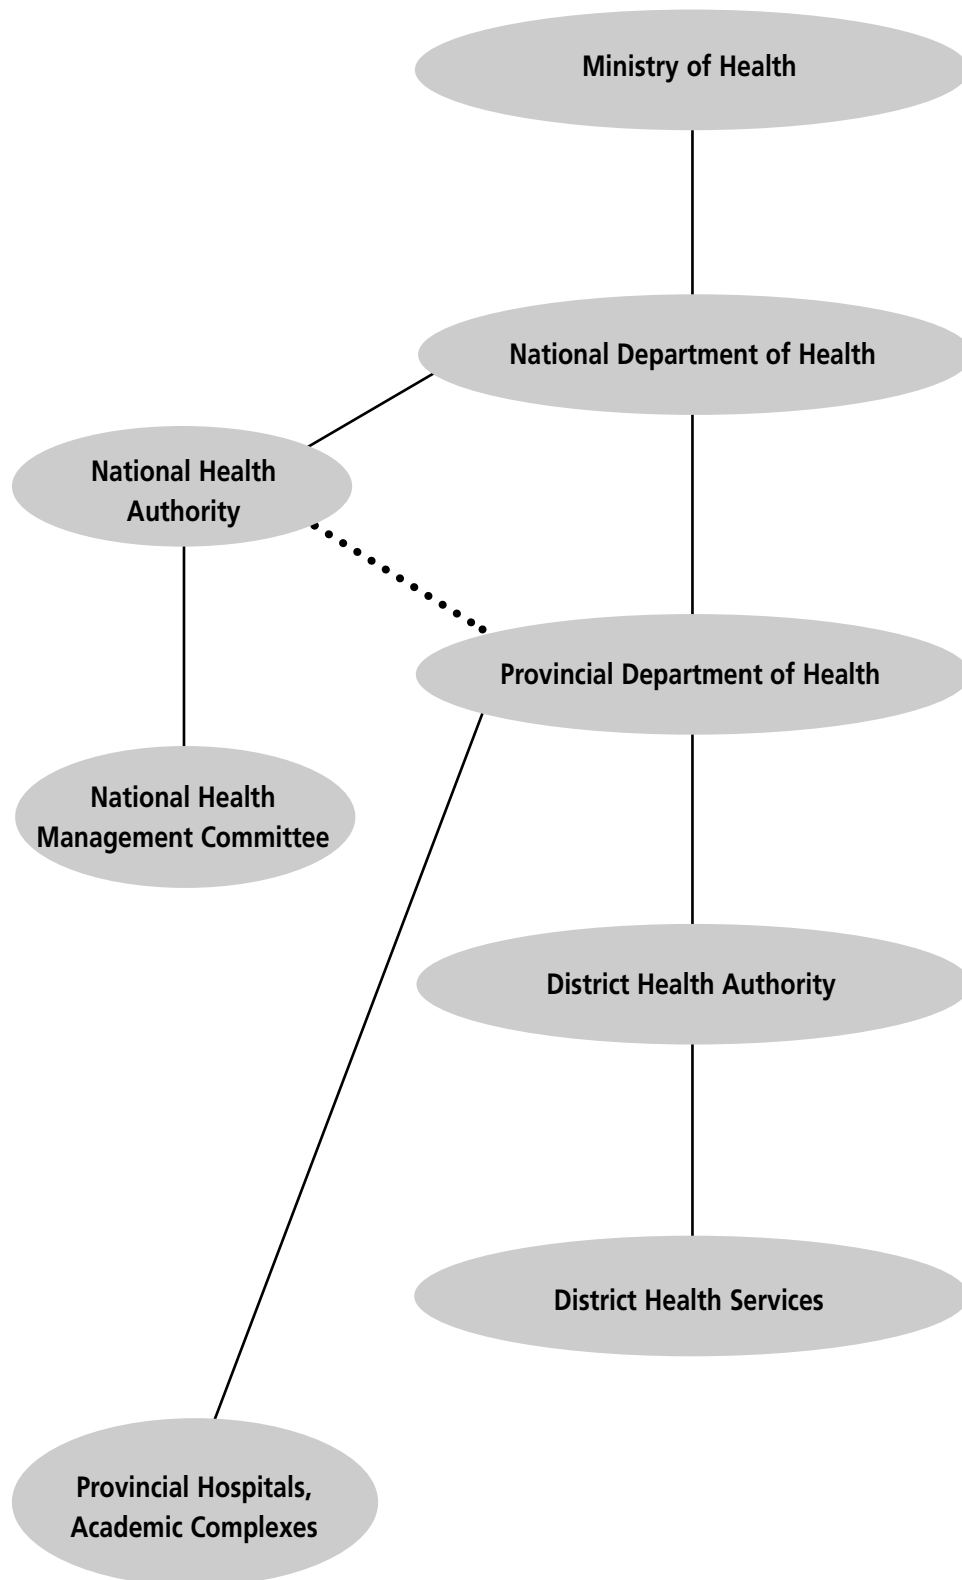 Ministry of Health
National Department of Health
National Health
Authority
Provincial Department of Health
National Health
Management Committee
District Health Authority
District Health Services
Provincial Hospitals,
Academic Complexes